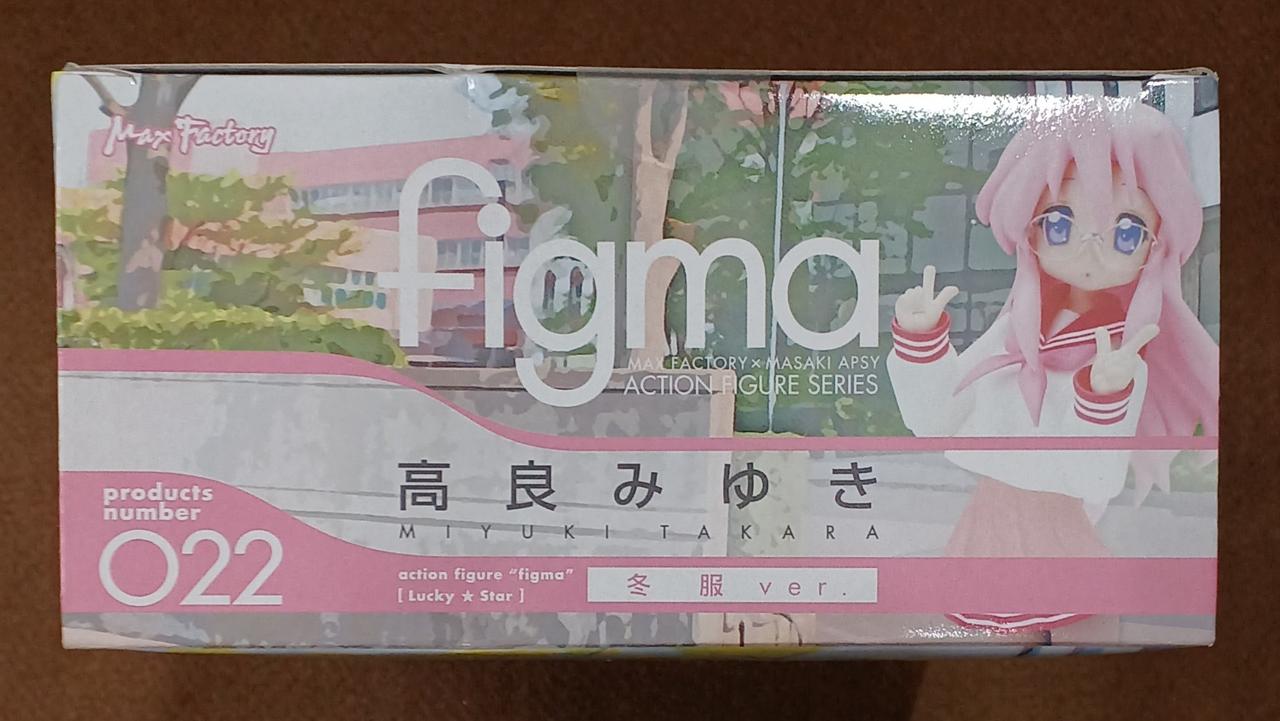 Max Factory
figma
MAX FACTORY×MASAKI APSY
ACTION FIGURE SERIES
高良みゆき
MIYUKI TAKARA
products
number
022
action figure “figma”
[ Lucky ★ Star ]
冬服 ver.